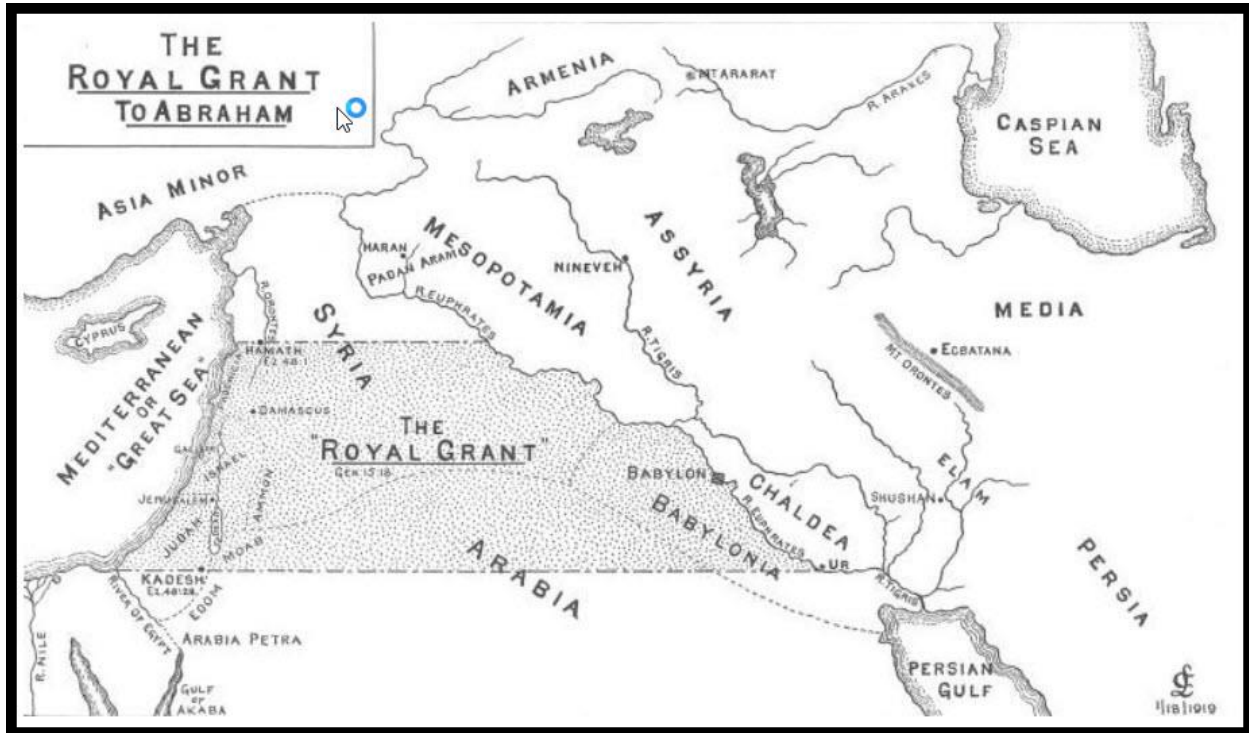 THE
ROYAL GRANT
TO ABRAHAM
ARMENIA
MT ARARAT
R. ARAXES
CASPIAN
SEA
ASIA MINOR
HARAN
PADAN ARAM
MESOPOTAMIA
ASSYRIA
NINEVEH
R. EUPHRATES
R. TIGRIS
MEDIA
EGBATANA
MT ORONTES
CYPRUS
R. ORONTES
SYRIA
HAMATH
EZ. 48:1
MEDITERRANEAN
OR
"GREAT SEA"
DAMASCUS
THE
"ROYAL GRANT"
GEN. 15:18
ISRAEL
AMMON
JERUSALEM
JUDAH
MOAB
BABYLON
CHALDEA
BABYLONIA
R. EUPHRATES
UR
SHUSHAN
ELAM
R. TIGRIS
ARABIA
PERSIA
KADESH
EZ. 48:28
EDOM
RIVER OF EGYPT
ARABIA PETRA
R. NILE
GULF
OF
AKABA
PERSIAN
GULF
1/18/1919